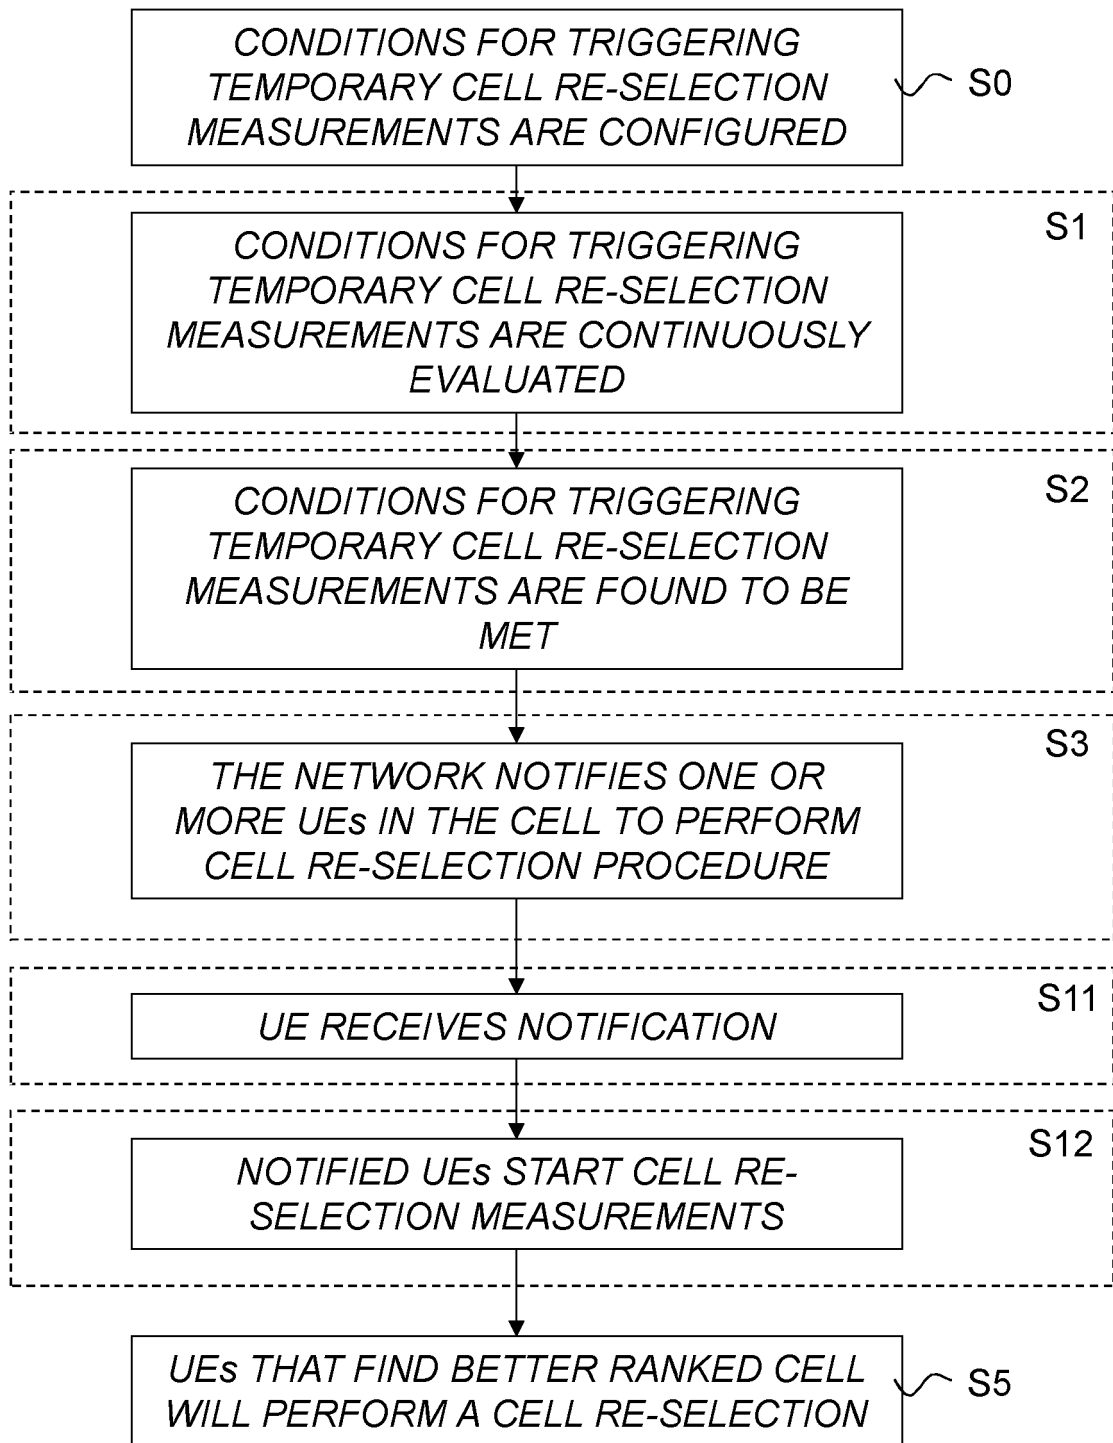 CONDITIONS FOR TRIGGERING
TEMPORARY CELL RE-SELECTION
MEASUREMENTS ARE CONFIGURED
S0
S1
CONDITIONS FOR TRIGGERING
TEMPORARY CELL RE-SELECTION
MEASUREMENTS ARE CONTINUOUSLY
EVALUATED
S2
CONDITIONS FOR TRIGGERING
TEMPORARY CELL RE-SELECTION
MEASUREMENTS ARE FOUND TO BE
MET
S3
THE NETWORK NOTIFIES ONE OR
MORE UEs IN THE CELL TO PERFORM
CELL RE-SELECTION PROCEDURE
S11
UE RECEIVES NOTIFICATION
S12
NOTIFIED UEs START CELL RE-
SELECTION MEASUREMENTS
UEs THAT FIND BETTER RANKED CELL
WILL PERFORM A CELL RE-SELECTION
S5